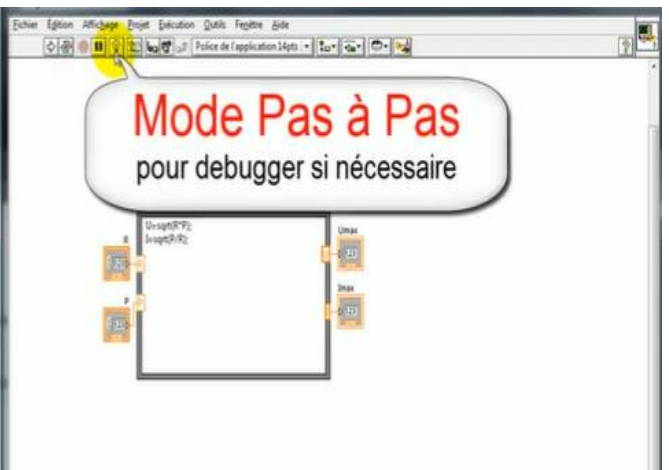 Fichier Edition Affichage Projet Exécution Outils Fenêtre Aide
Police de l'application 14pts
Mode Pas à Pas
pour debugger si nécessaire
U=sqrt(R*P);
I=sqrt(P/R);
R
Umax
P
Imax